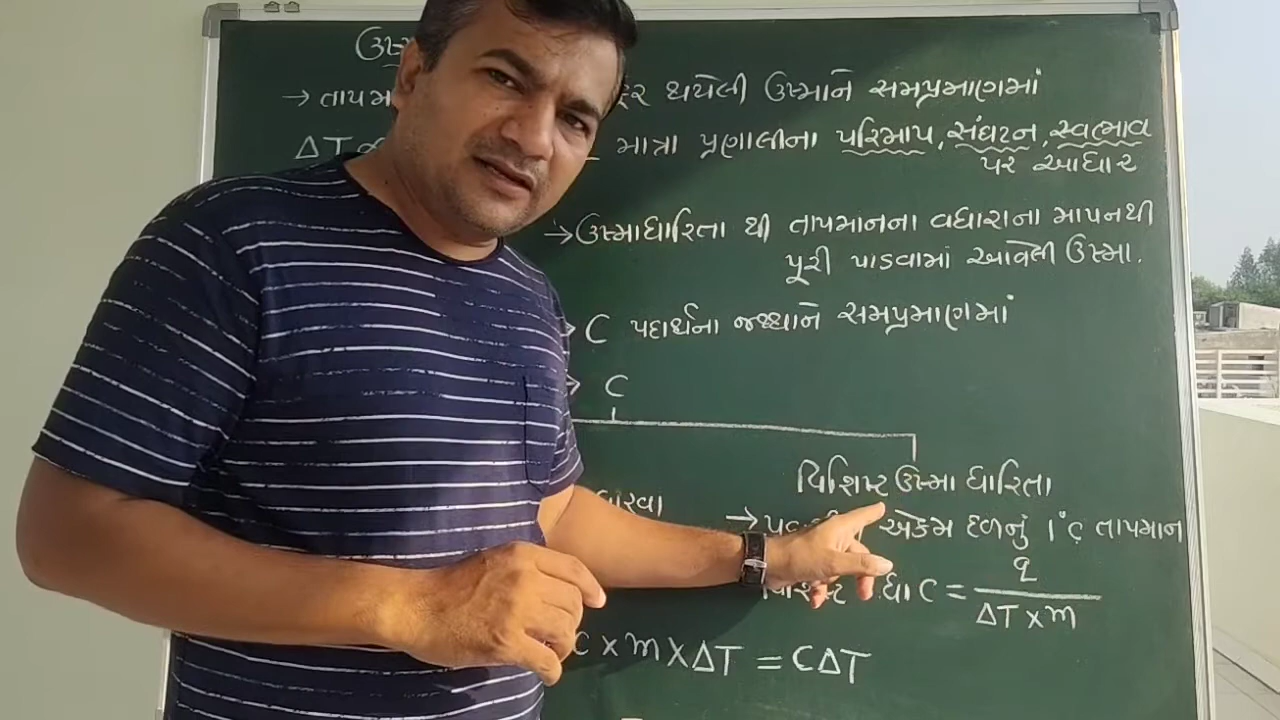 → તાપમ
ફેર થયેલી ઉષ્માને સમપ્રમાણમાં
ΔT
માત્રા પ્રણાલીના પરિમાપ, સંઘટન, સ્વભાવ
પર આધાર
→ ઉષ્માધારિતા થી તાપમાનના વધારાના માપનથી
પૂરી પાડવામાં આવેલી ઉષ્મા.
C પદાર્થના જથ્થાને સમપ્રમાણમાં
C
વિશિષ્ટ ઉષ્મા ધારિતા
→ એકમ દળનું 1°C તાપમાન
C = q / ΔT × m
C × m × ΔT = CΔT